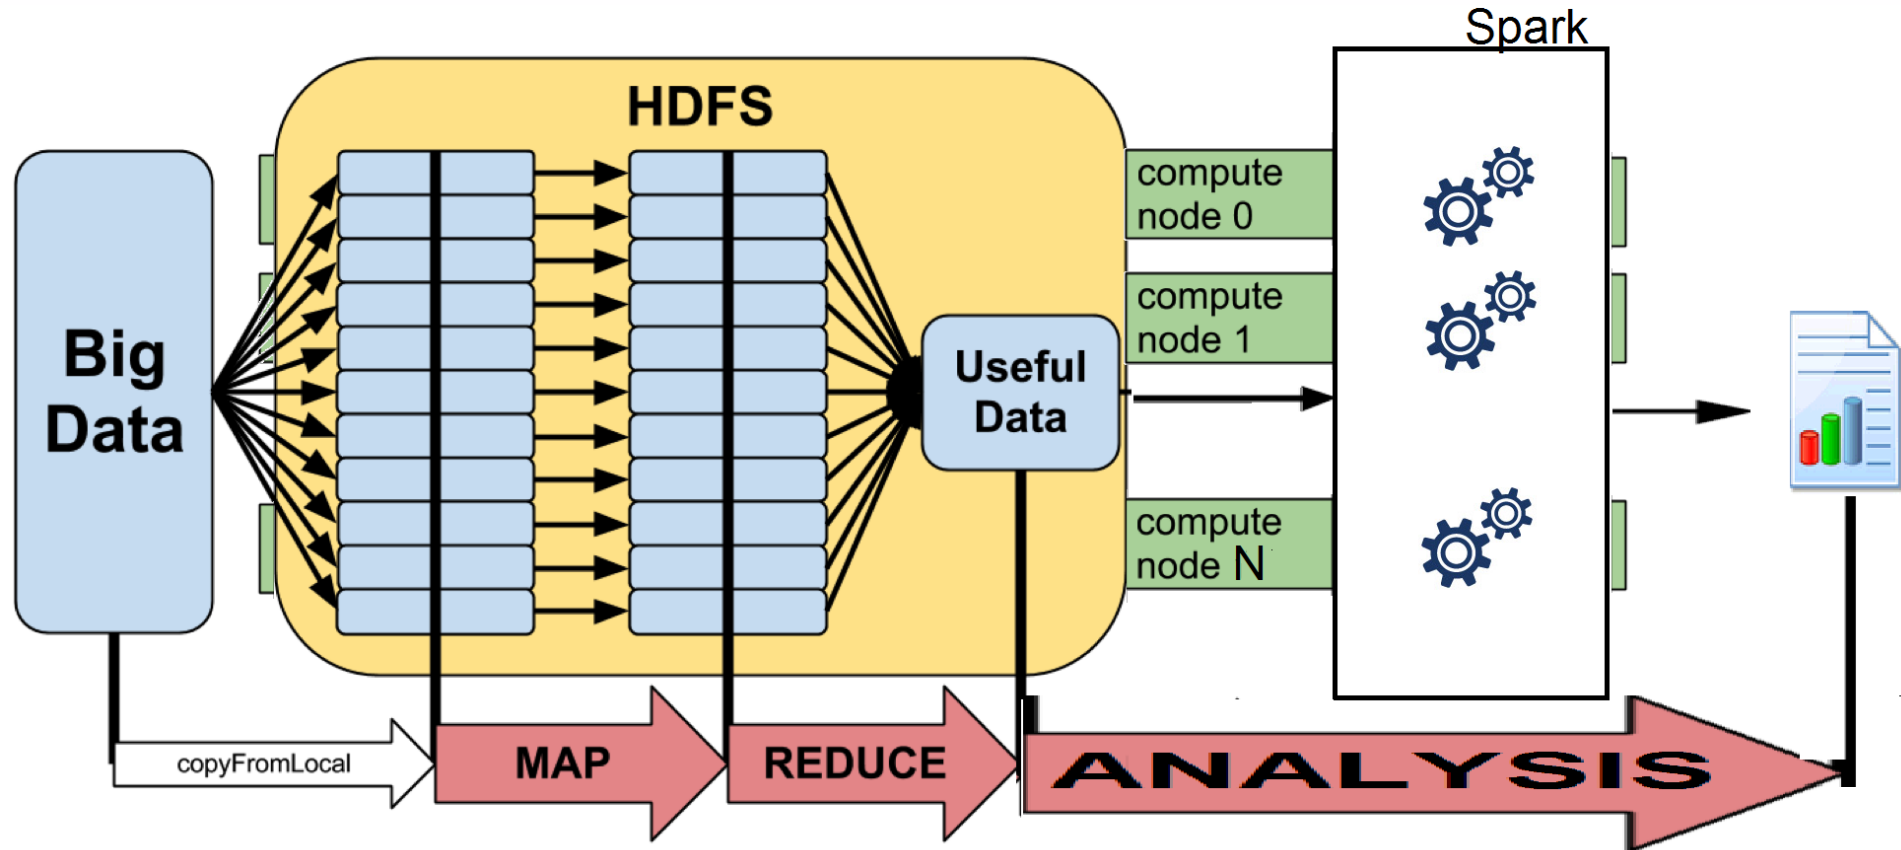 Spark
HDFS
Big
Data
compute
node 0
compute
node 1
Useful
Data
compute
node N
copyFromLocal
MAP
REDUCE
ANALYSIS